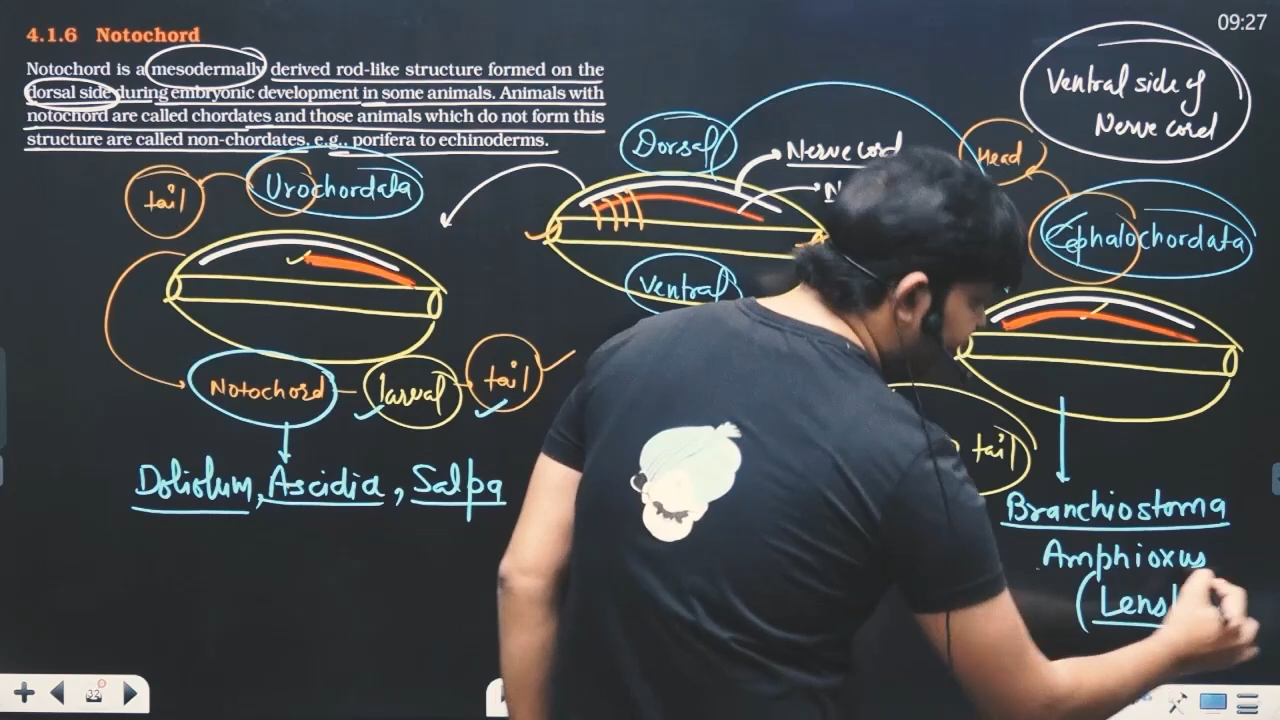 09:27
4.1.6 Notochord
Notochord is a mesodermally derived rod-like structure formed on the
dorsal side during embryonic development in some animals. Animals with
notochord are called chordates and those animals which do not form this
structure are called non-chordates, e.g., porifera to echinoderms.
Ventral side of
Nerve cord
Dorsal
Nerve cord
Head
tail
Urochordata
Cephalochordata
Ventral
Notochord - larval tail
tail
Doliolum, Ascidia, Salpa
Branchiostoma
Amphioxus
(Lens
33